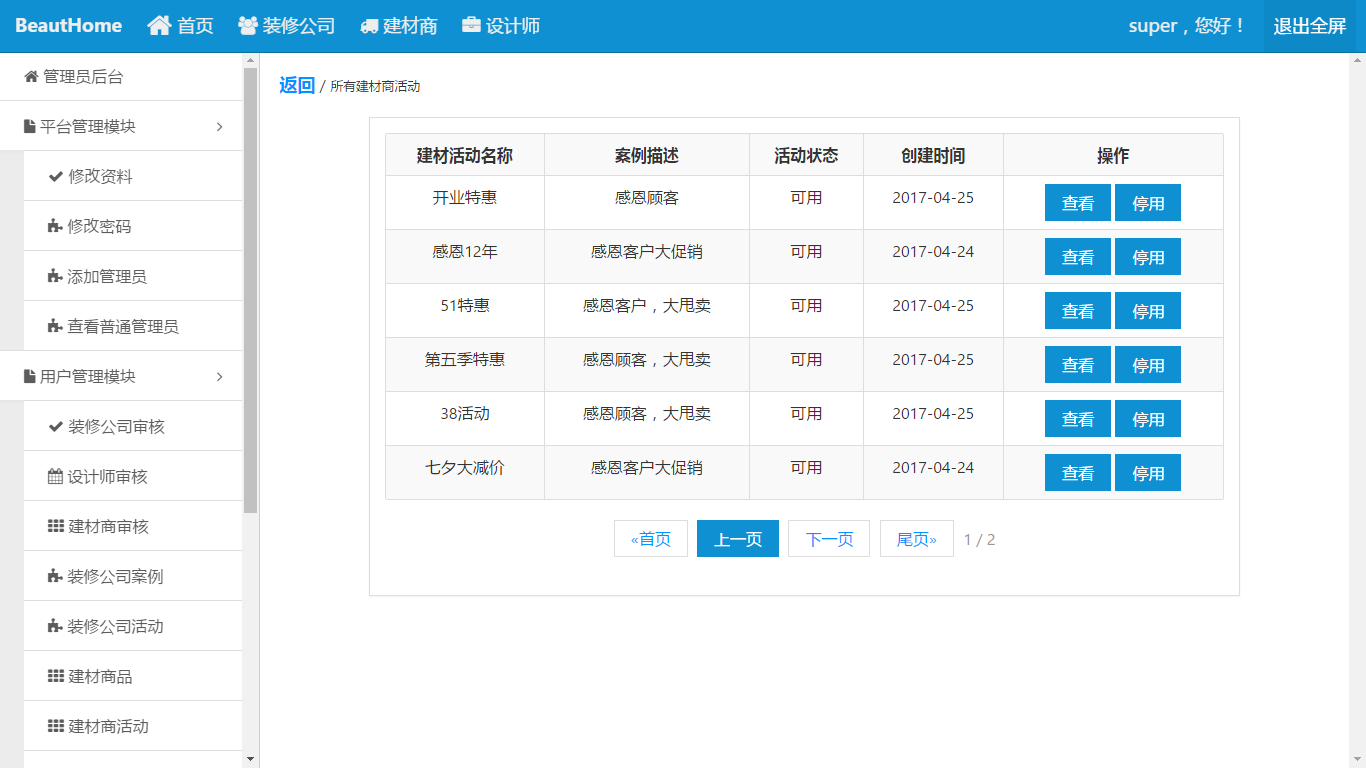 BeautHome 首页 装修公司 建材商 设计师 super，您好！ 退出全屏
管理员后台
平台管理模块
修改资料
修改密码
添加管理员
查看普通管理员
用户管理模块
装修公司审核
设计师审核
建材商审核
装修公司案例
装修公司活动
建材商品
建材商活动
返回 / 所有建材商活动
建材活动名称 案例描述 活动状态 创建时间 操作
开业特惠 感恩顾客 可用 2017-04-25 查看 停用
感恩12年 感恩客户大促销 可用 2017-04-24 查看 停用
51特惠 感恩客户，大甩卖 可用 2017-04-25 查看 停用
第五季特惠 感恩顾客，大甩卖 可用 2017-04-25 查看 停用
38活动 感恩顾客，大甩卖 可用 2017-04-25 查看 停用
七夕大减价 感恩客户大促销 可用 2017-04-24 查看 停用
«首页 上一页 下一页 尾页» 1 / 2